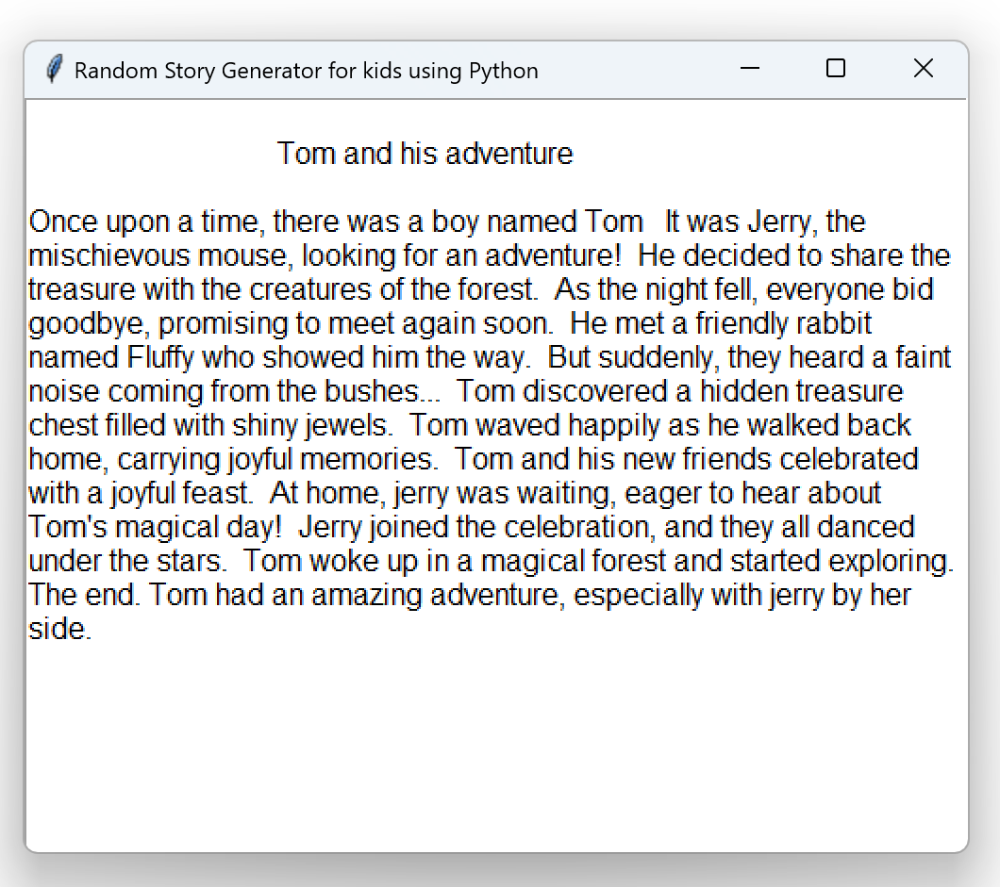 Random Story Generator for kids using Python
Tom and his adventure
Once upon a time, there was a boy named Tom   It was Jerry, the
mischievous mouse, looking for an adventure!  He decided to share the
treasure with the creatures of the forest.  As the night fell, everyone bid
goodbye, promising to meet again soon.  He met a friendly rabbit
named Fluffy who showed him the way.  But suddenly, they heard a faint
noise coming from the bushes...  Tom discovered a hidden treasure
chest filled with shiny jewels.  Tom waved happily as he walked back
home, carrying joyful memories.  Tom and his new friends celebrated
with a joyful feast.  At home, jerry was waiting, eager to hear about
Tom's magical day!  Jerry joined the celebration, and they all danced
under the stars.  Tom woke up in a magical forest and started exploring.
The end. Tom had an amazing adventure, especially with jerry by her
side.